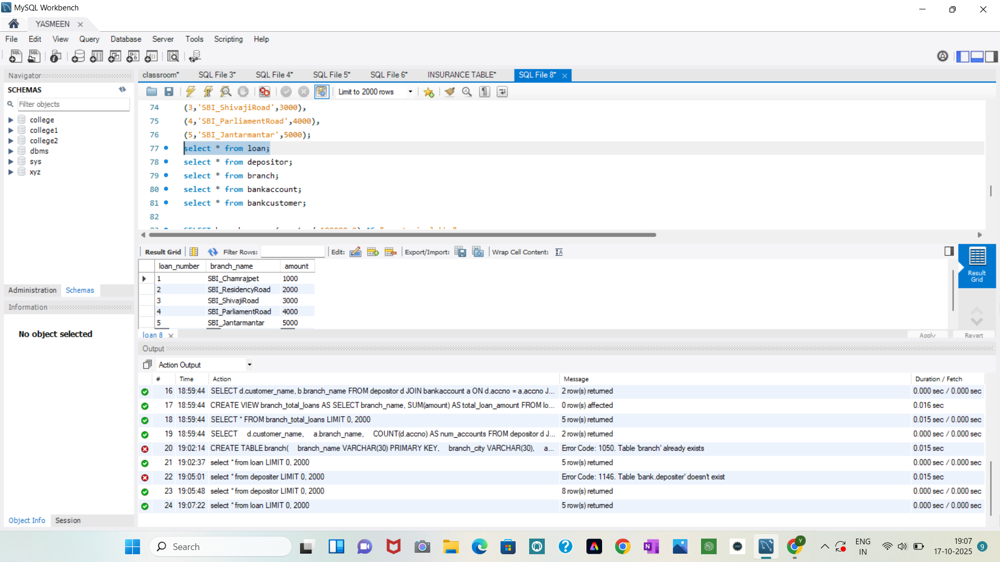 MySQL Workbench
YASMEEN
File Edit View Query Database Server Tools Scripting Help
Navigator
SCHEMAS
Filter objects
college
college1
college2
dbms
sys
xyz
Administration Schemas
Information
No object selected
Object Info Session
classroom* SQL File 3* SQL File 4* SQL File 5* SQL File 6* INSURANCE TABLE* SQL File 8*
Limit to 2000 rows
74 (3,'SBI_ShivajiRoad',3000),
75 (4,'SBI_ParliamentRoad',4000),
76 (5,'SBI_Jantarmantar',5000);
77 select * from loan;
78 select * from depositor;
79 select * from branch;
80 select * from bankaccount;
81 select * from bankcustomer;
82
Result Grid Filter Rows: Edit: Export/Import: Wrap Cell Content:
loan_number branch_name amount
1 SBI_Chamrajpet 1000
2 SBI_ResidencyRoad 2000
3 SBI_ShivajiRoad 3000
4 SBI_ParliamentRoad 4000
5 SBI_Jantarmantar 5000
Result
Grid
loan 8 Apply Revert
Output
Action Output
# Time Action Message Duration / Fetch
16 18:59:44 SELECT d.customer_name, b.branch_name FROM depositor d JOIN bankaccount a ON d.accno = a.accno J... 2 row(s) returned 0.000 sec / 0.000 sec
17 18:59:44 CREATE VIEW branch_total_loans AS SELECT branch_name, SUM(amount) AS total_loan_amount FROM lo... 0 row(s) affected 0.016 sec
18 18:59:44 SELECT * FROM branch_total_loans LIMIT 0, 2000 5 row(s) returned 0.015 sec / 0.000 sec
19 18:59:44 SELECT d.customer_name, a.branch_name, COUNT(d.accno) AS num_accounts FROM depositor d J... 2 row(s) returned 0.000 sec / 0.000 sec
20 19:02:14 CREATE TABLE branch( branch_name VARCHAR(30) PRIMARY KEY, branch_city VARCHAR(30), a... Error Code: 1050. Table 'branch' already exists 0.015 sec
21 19:02:37 select * from loan LIMIT 0, 2000 5 row(s) returned 0.000 sec / 0.000 sec
22 19:05:01 select * from depositer LIMIT 0, 2000 Error Code: 1146. Table 'bank.depositer' doesn't exist 0.015 sec
23 19:05:48 select * from depositor LIMIT 0, 2000 8 row(s) returned 0.000 sec / 0.000 sec
24 19:07:22 select * from loan LIMIT 0, 2000 5 row(s) returned 0.000 sec / 0.000 sec
Search
ENG
IN
19:07
17-10-2025
9